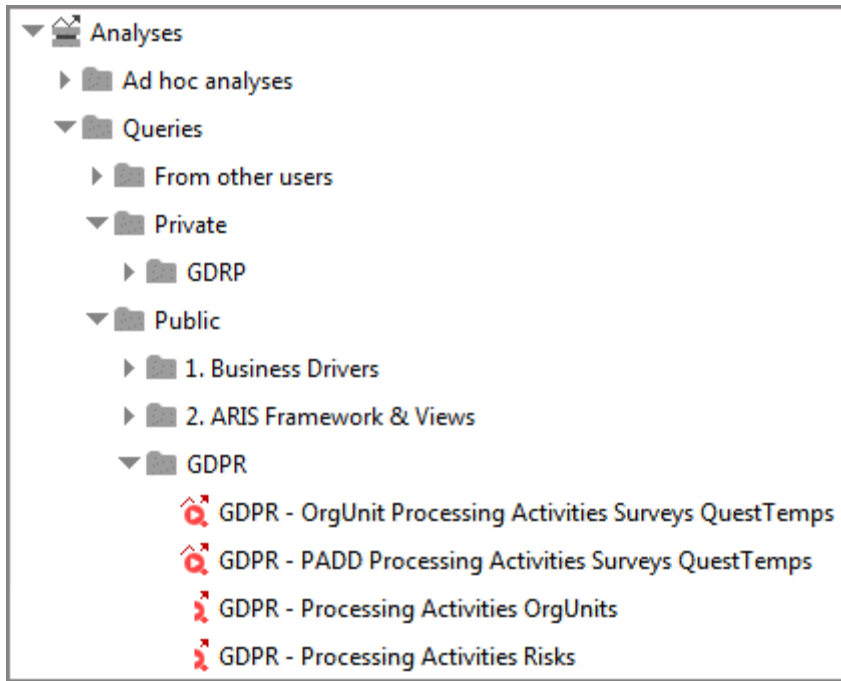 Analyses
Ad hoc analyses
Queries
From other users
Private
GDRP
Public
1. Business Drivers
2. ARIS Framework & Views
GDPR
GDPR - OrgUnit Processing Activities Surveys QuestTemps
GDPR - PADD Processing Activities Surveys QuestTemps
GDPR - Processing Activities OrgUnits
GDPR - Processing Activities Risks